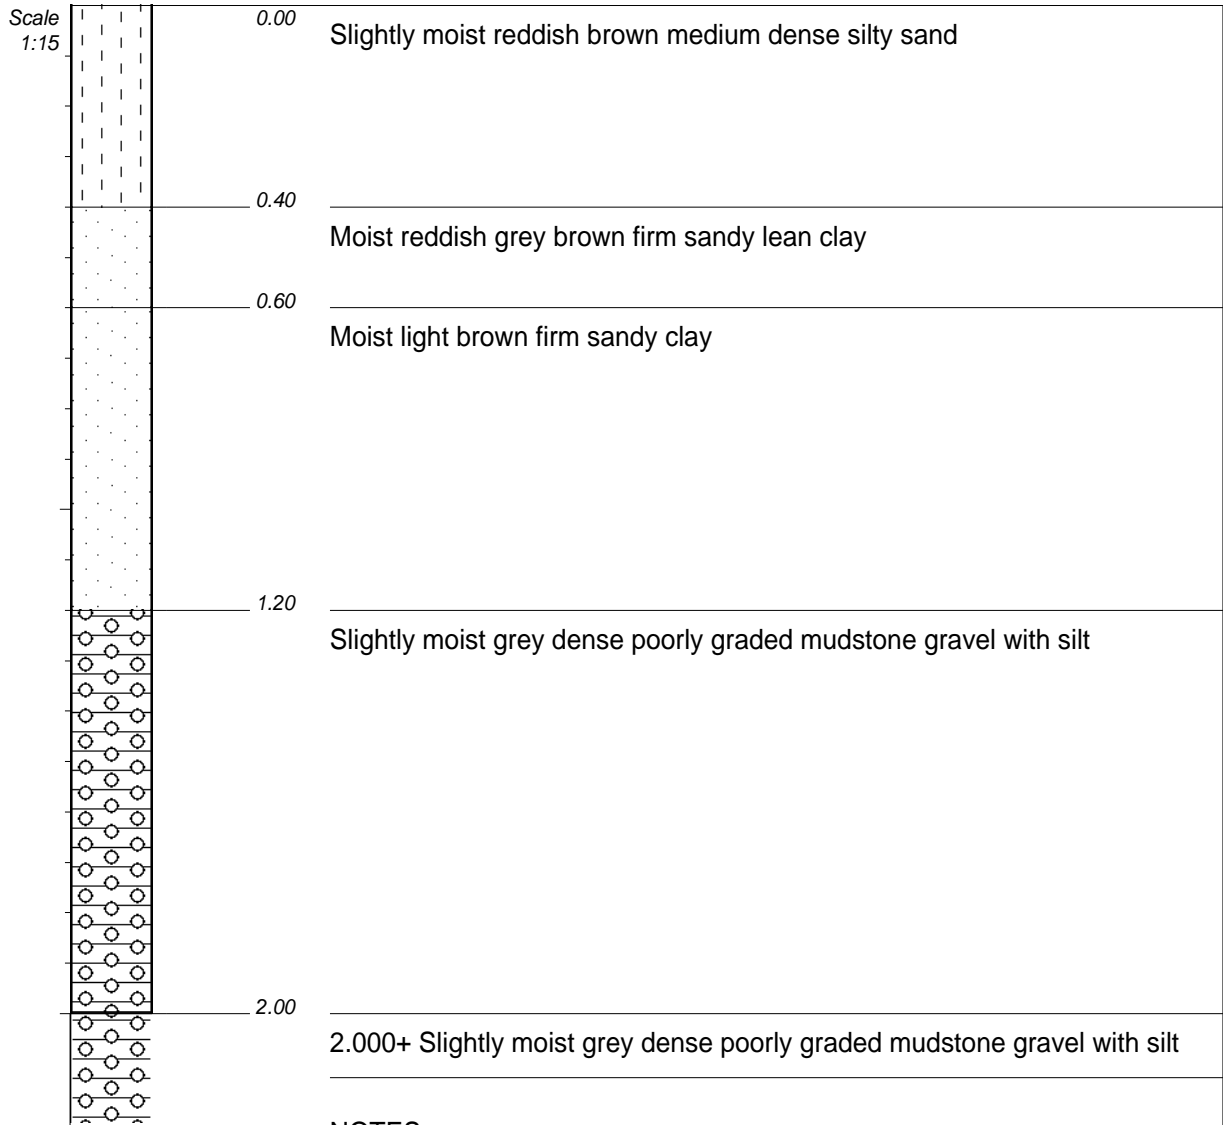 Scale
1:15
0.00
Slightly moist reddish brown medium dense silty sand
0.40
Moist reddish grey brown firm sandy lean clay
0.60
Moist light brown firm sandy clay
1.20
Slightly moist grey dense poorly graded mudstone gravel with silt
2.00
2.000+ Slightly moist grey dense poorly graded mudstone gravel with silt
NOTES